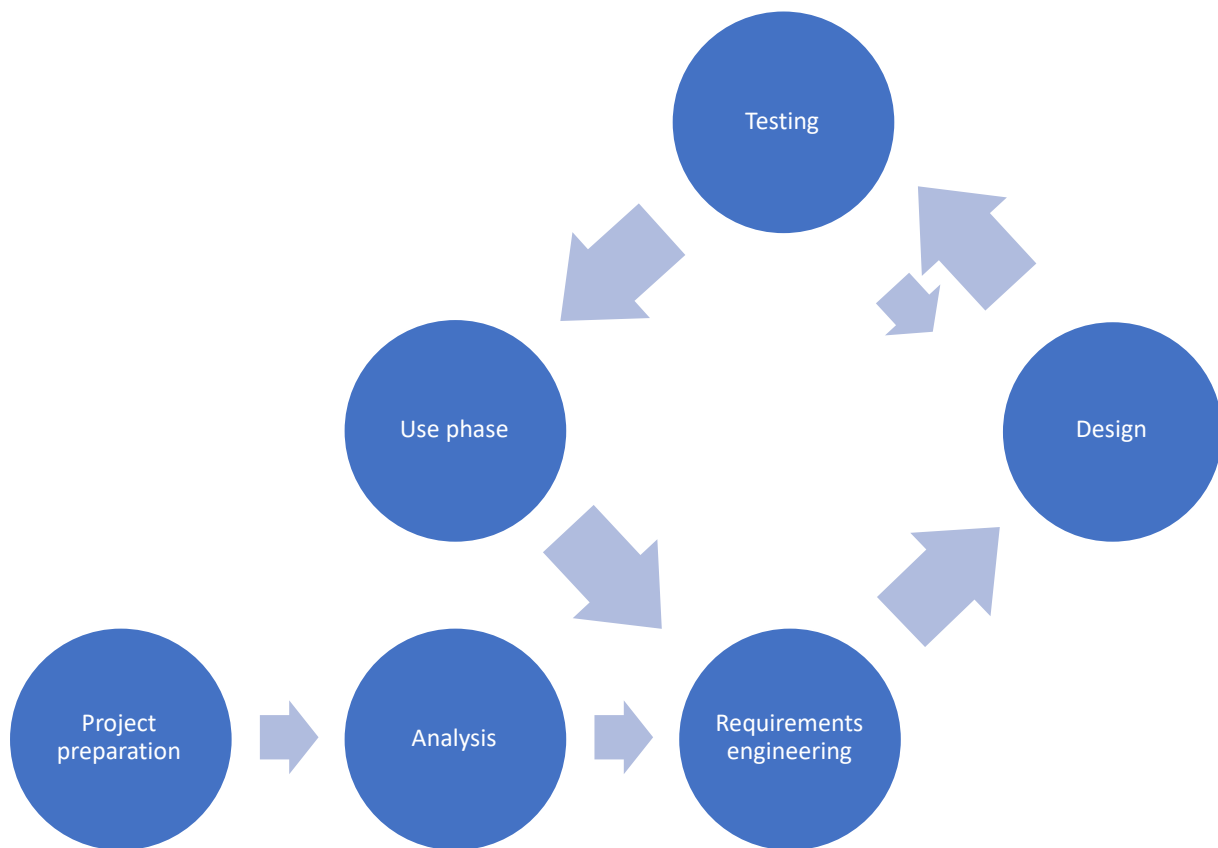 Testing
Use phase
Design
Project
preparation
Analysis
Requirements
engineering